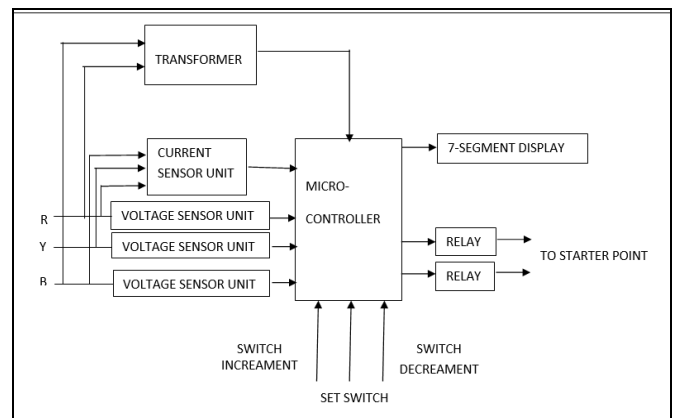 TRANSFORMER
CURRENT
SENSOR UNIT
7-SEGMENT DISPLAY
MICRO-
CONTROLLER
R
VOLTAGE SENSOR UNIT
Y
VOLTAGE SENSOR UNIT
B
VOLTAGE SENSOR UNIT
RELAY
RELAY
TO STARTER POINT
SWITCH
INCREAMENT
SWITCH
DECREAMENT
SET SWITCH